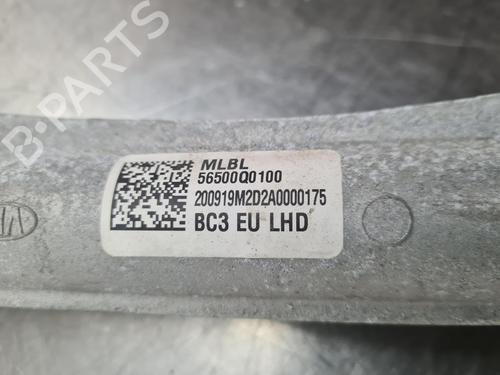 B-PARTS
MLBL
56500Q0100
200919M2D2A0000175
BC3 EU LHD